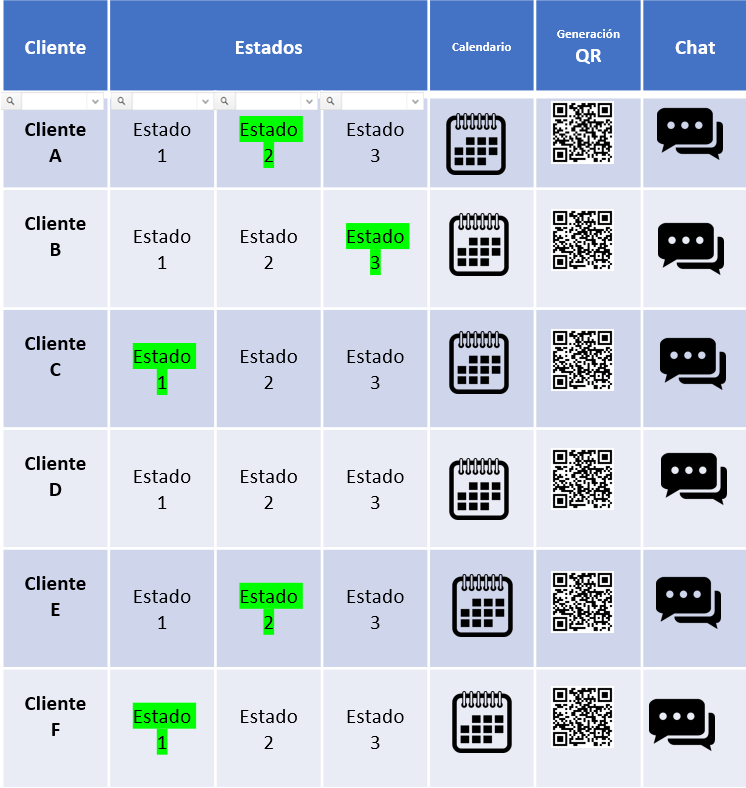 Cliente
Estados
Calendario
Generación
QR
Chat
Cliente
A
Estado
1
Estado
2
Estado
3
Cliente
B
Estado
1
Estado
2
Estado
3
Cliente
C
Estado
1
Estado
2
Estado
3
Cliente
D
Estado
1
Estado
2
Estado
3
Cliente
E
Estado
1
Estado
2
Estado
3
Cliente
F
Estado
1
Estado
2
Estado
3